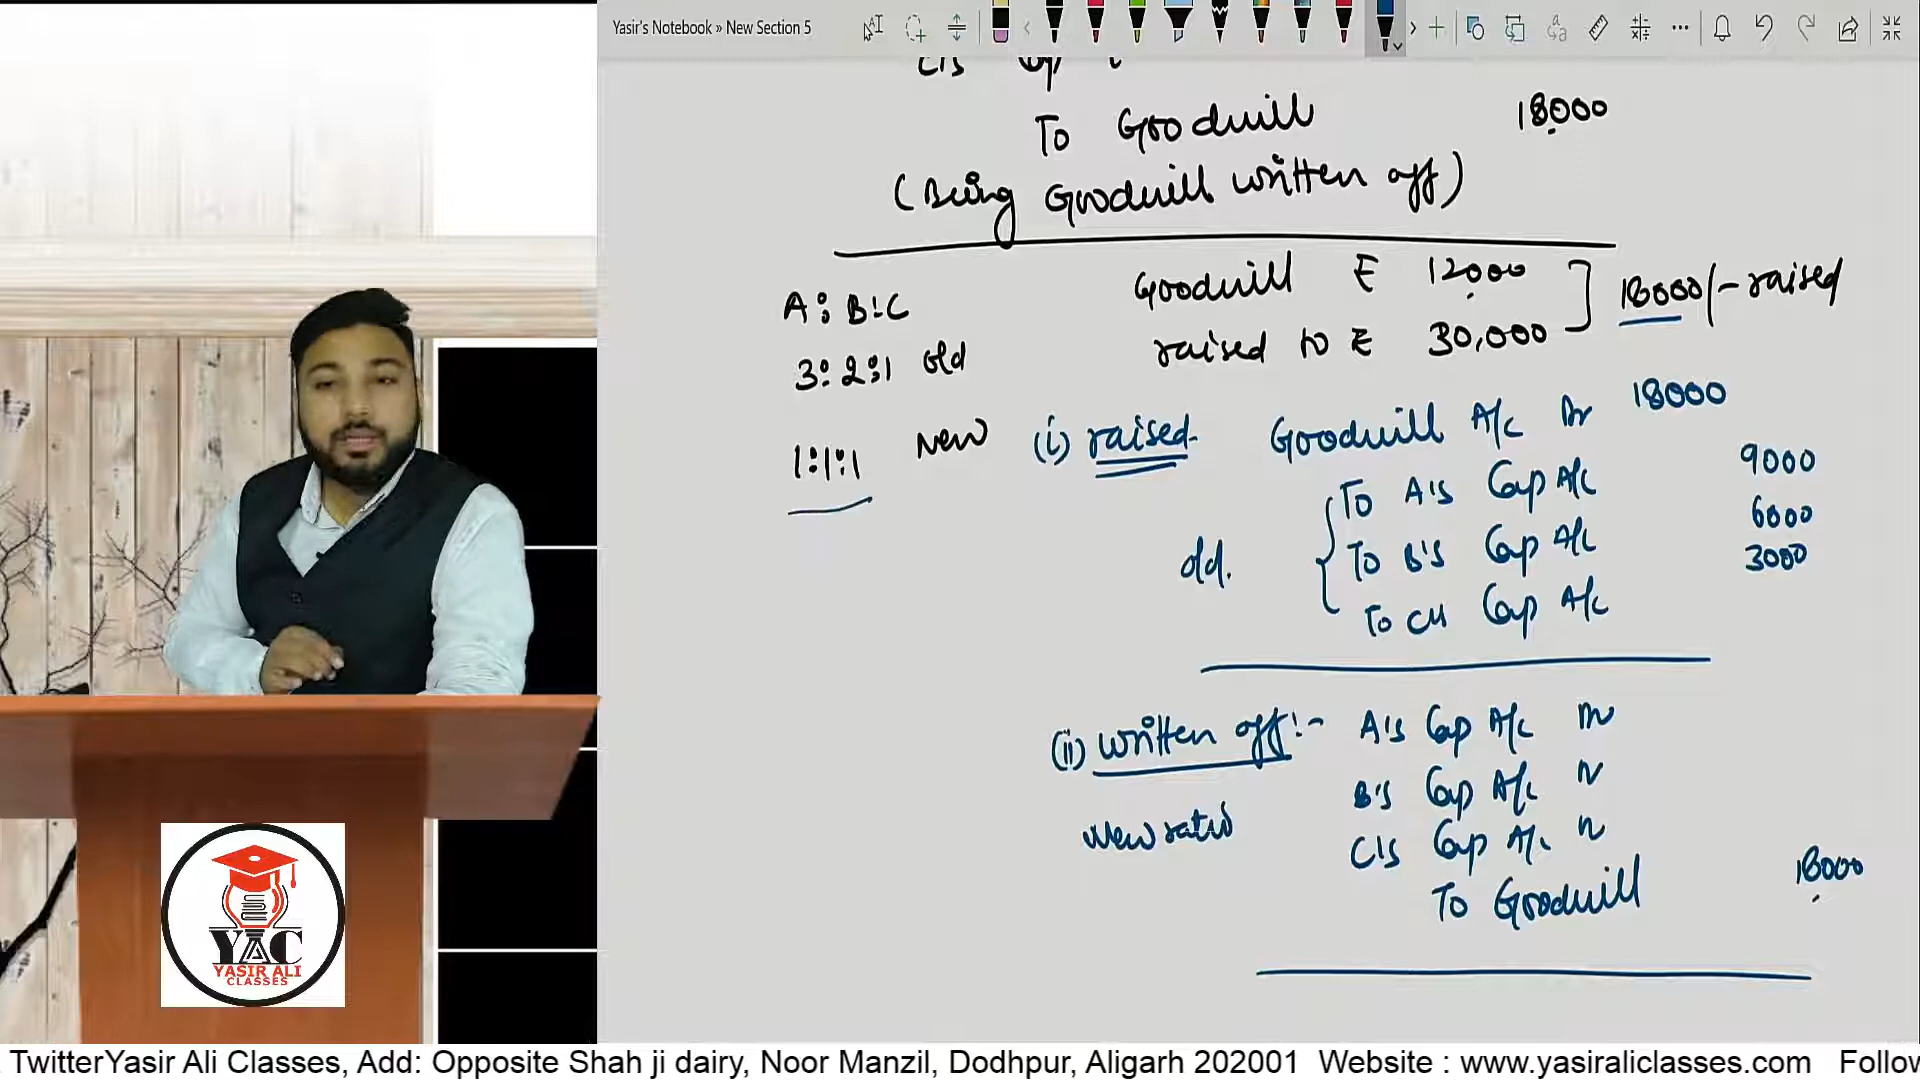 Yasir's Notebook » New Section 5
C's Cap
To Goodwill 18000
(Being Goodwill written off)
A:B:C
3:2:1 old
1:1:1 New
Goodwill ₹ 12000
raised to ₹ 30,000
18000/- raised
(i) raised Goodwill A/c Dr 18000
To A's Cap A/c 9000
To B's Cap A/c 6000
To C's Cap A/c 3000
old.
(ii) written off:- A's Cap A/c Dr
B's Cap A/c Dr
C's Cap A/c Dr
To Goodwill 18000
New ratio
YAC
YASIR ALI
CLASSES
TwitterYasir Ali Classes, Add: Opposite Shah ji dairy, Noor Manzil, Dodhpur, Aligarh 202001 Website : www.yasiraliclasses.com Follow